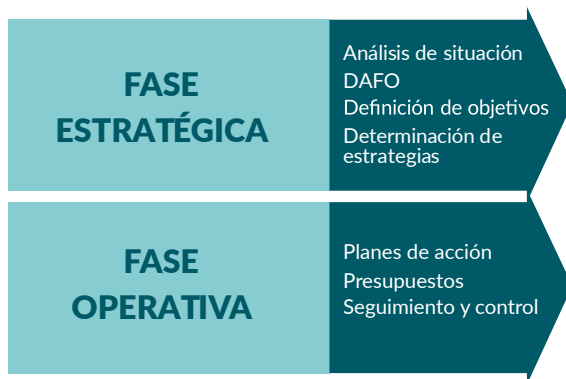 FASE
ESTRATÉGICA
Análisis de situación
DAFO
Definición de objetivos
Determinación de
estrategias
FASE
OPERATIVA
Planes de acción
Presupuestos
Seguimiento y control